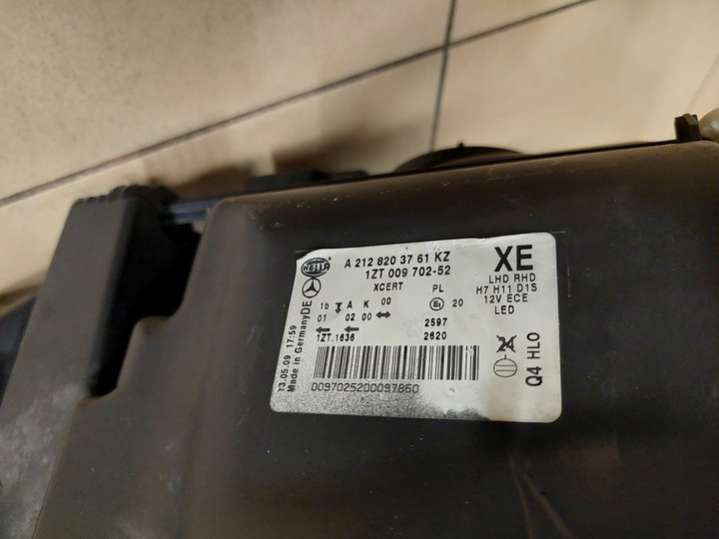 HELLA
A 212 820 37 61 KZ
1ZT 009 702-52
XE
LHD RHD
H7 H11 D1S
12V ECE
LED
XCERT PL
1b A K 00
E1 20
01 02 00
2597
1ZT.1636
2620
0097025200097860
13.05.09 17:59
Made in Germany DE
Q4 HLO